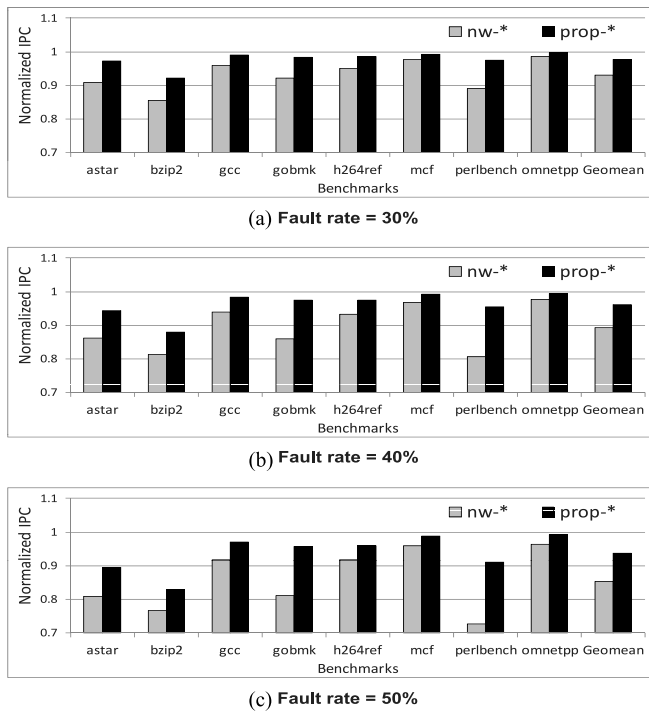 1.1
nw-* prop-*
1
0.9
0.8
0.7
Normalized IPC
astar bzip2 gcc gobmk h264ref mcf perlbench omnetpp Geomean
Benchmarks
(a) Fault rate = 30%
1.1
nw-* prop-*
1
0.9
0.8
0.7
Normalized IPC
astar bzip2 gcc gobmk h264ref mcf perlbench omnetpp Geomean
Benchmarks
(b) Fault rate = 40%
1.1
nw-* prop-*
1
0.9
0.8
0.7
Normalized IPC
astar bzip2 gcc gobmk h264ref mcf perlbench omnetpp Geomean
Benchmarks
(c) Fault rate = 50%